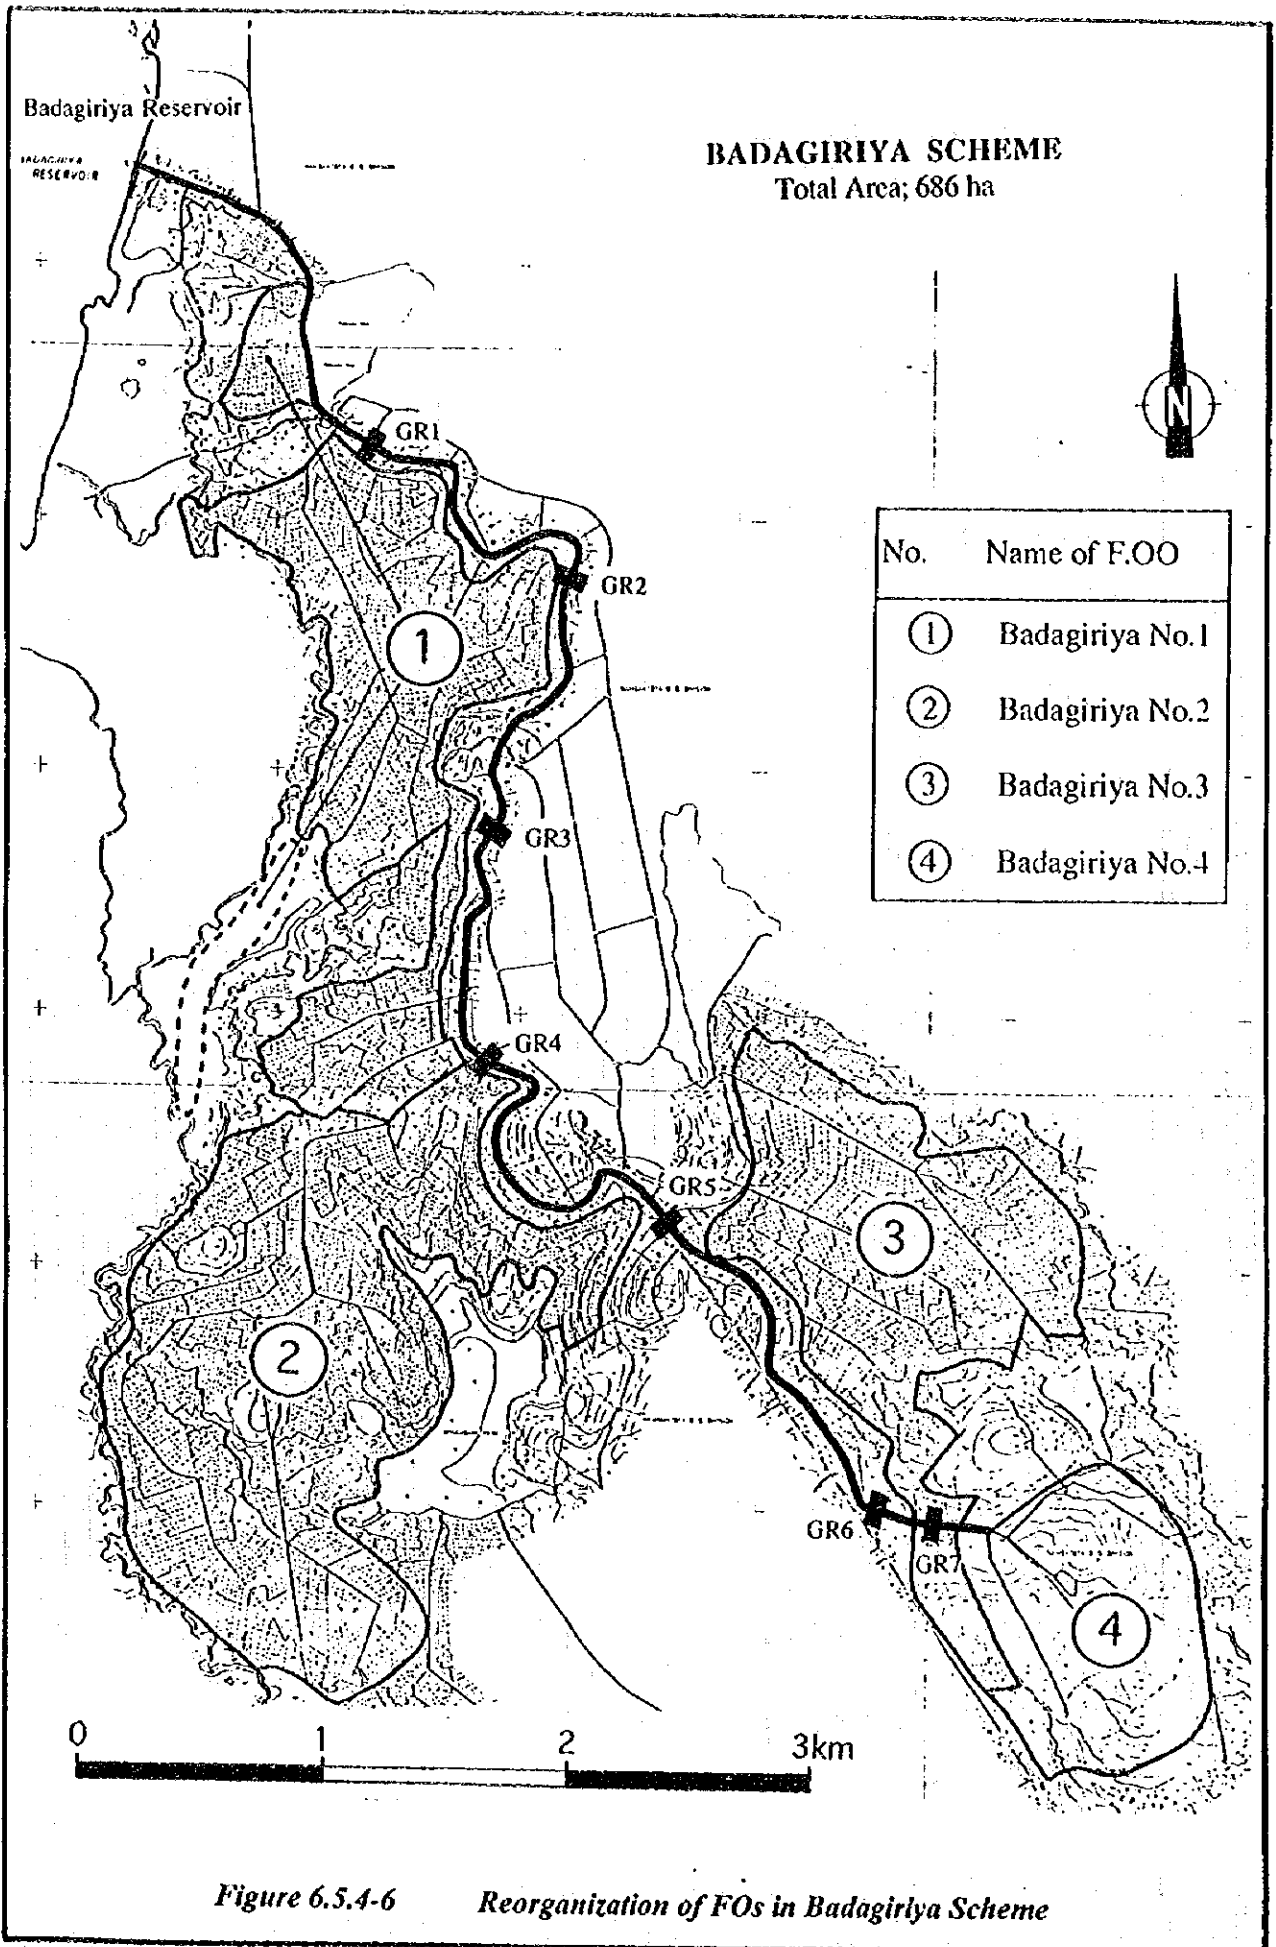 Badagiriya Reservoir
BADAGIRIYA
RESERVOIR
BADAGIRIYA SCHEME
Total Area; 686 ha
N
GR1
GR2
No. Name of F.OO
1 Badagiriya No.1
2 Badagiriya No.2
3 Badagiriya No.3
4 Badagiriya No.4
1
GR3
GR4
GR5
3
2
GR6
GR7
4
0 1 2 3km
Figure 6.5.4-6 Reorganization of FOs in Badagiriya Scheme